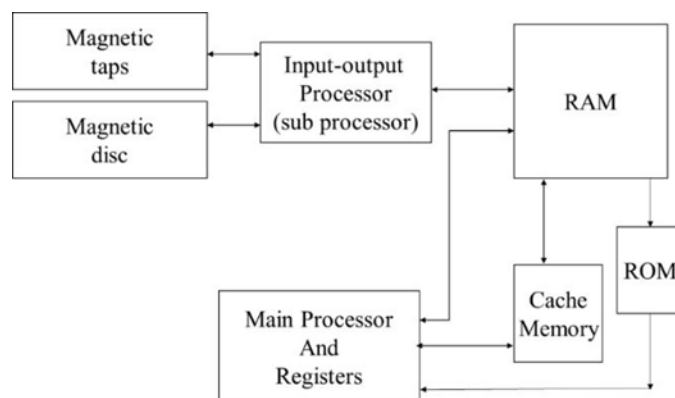 Magnetic
taps
Magnetic
disc
Input-output
Processor
(sub processor)
RAM
ROM
Cache
Memory
Main Processor
And
Registers